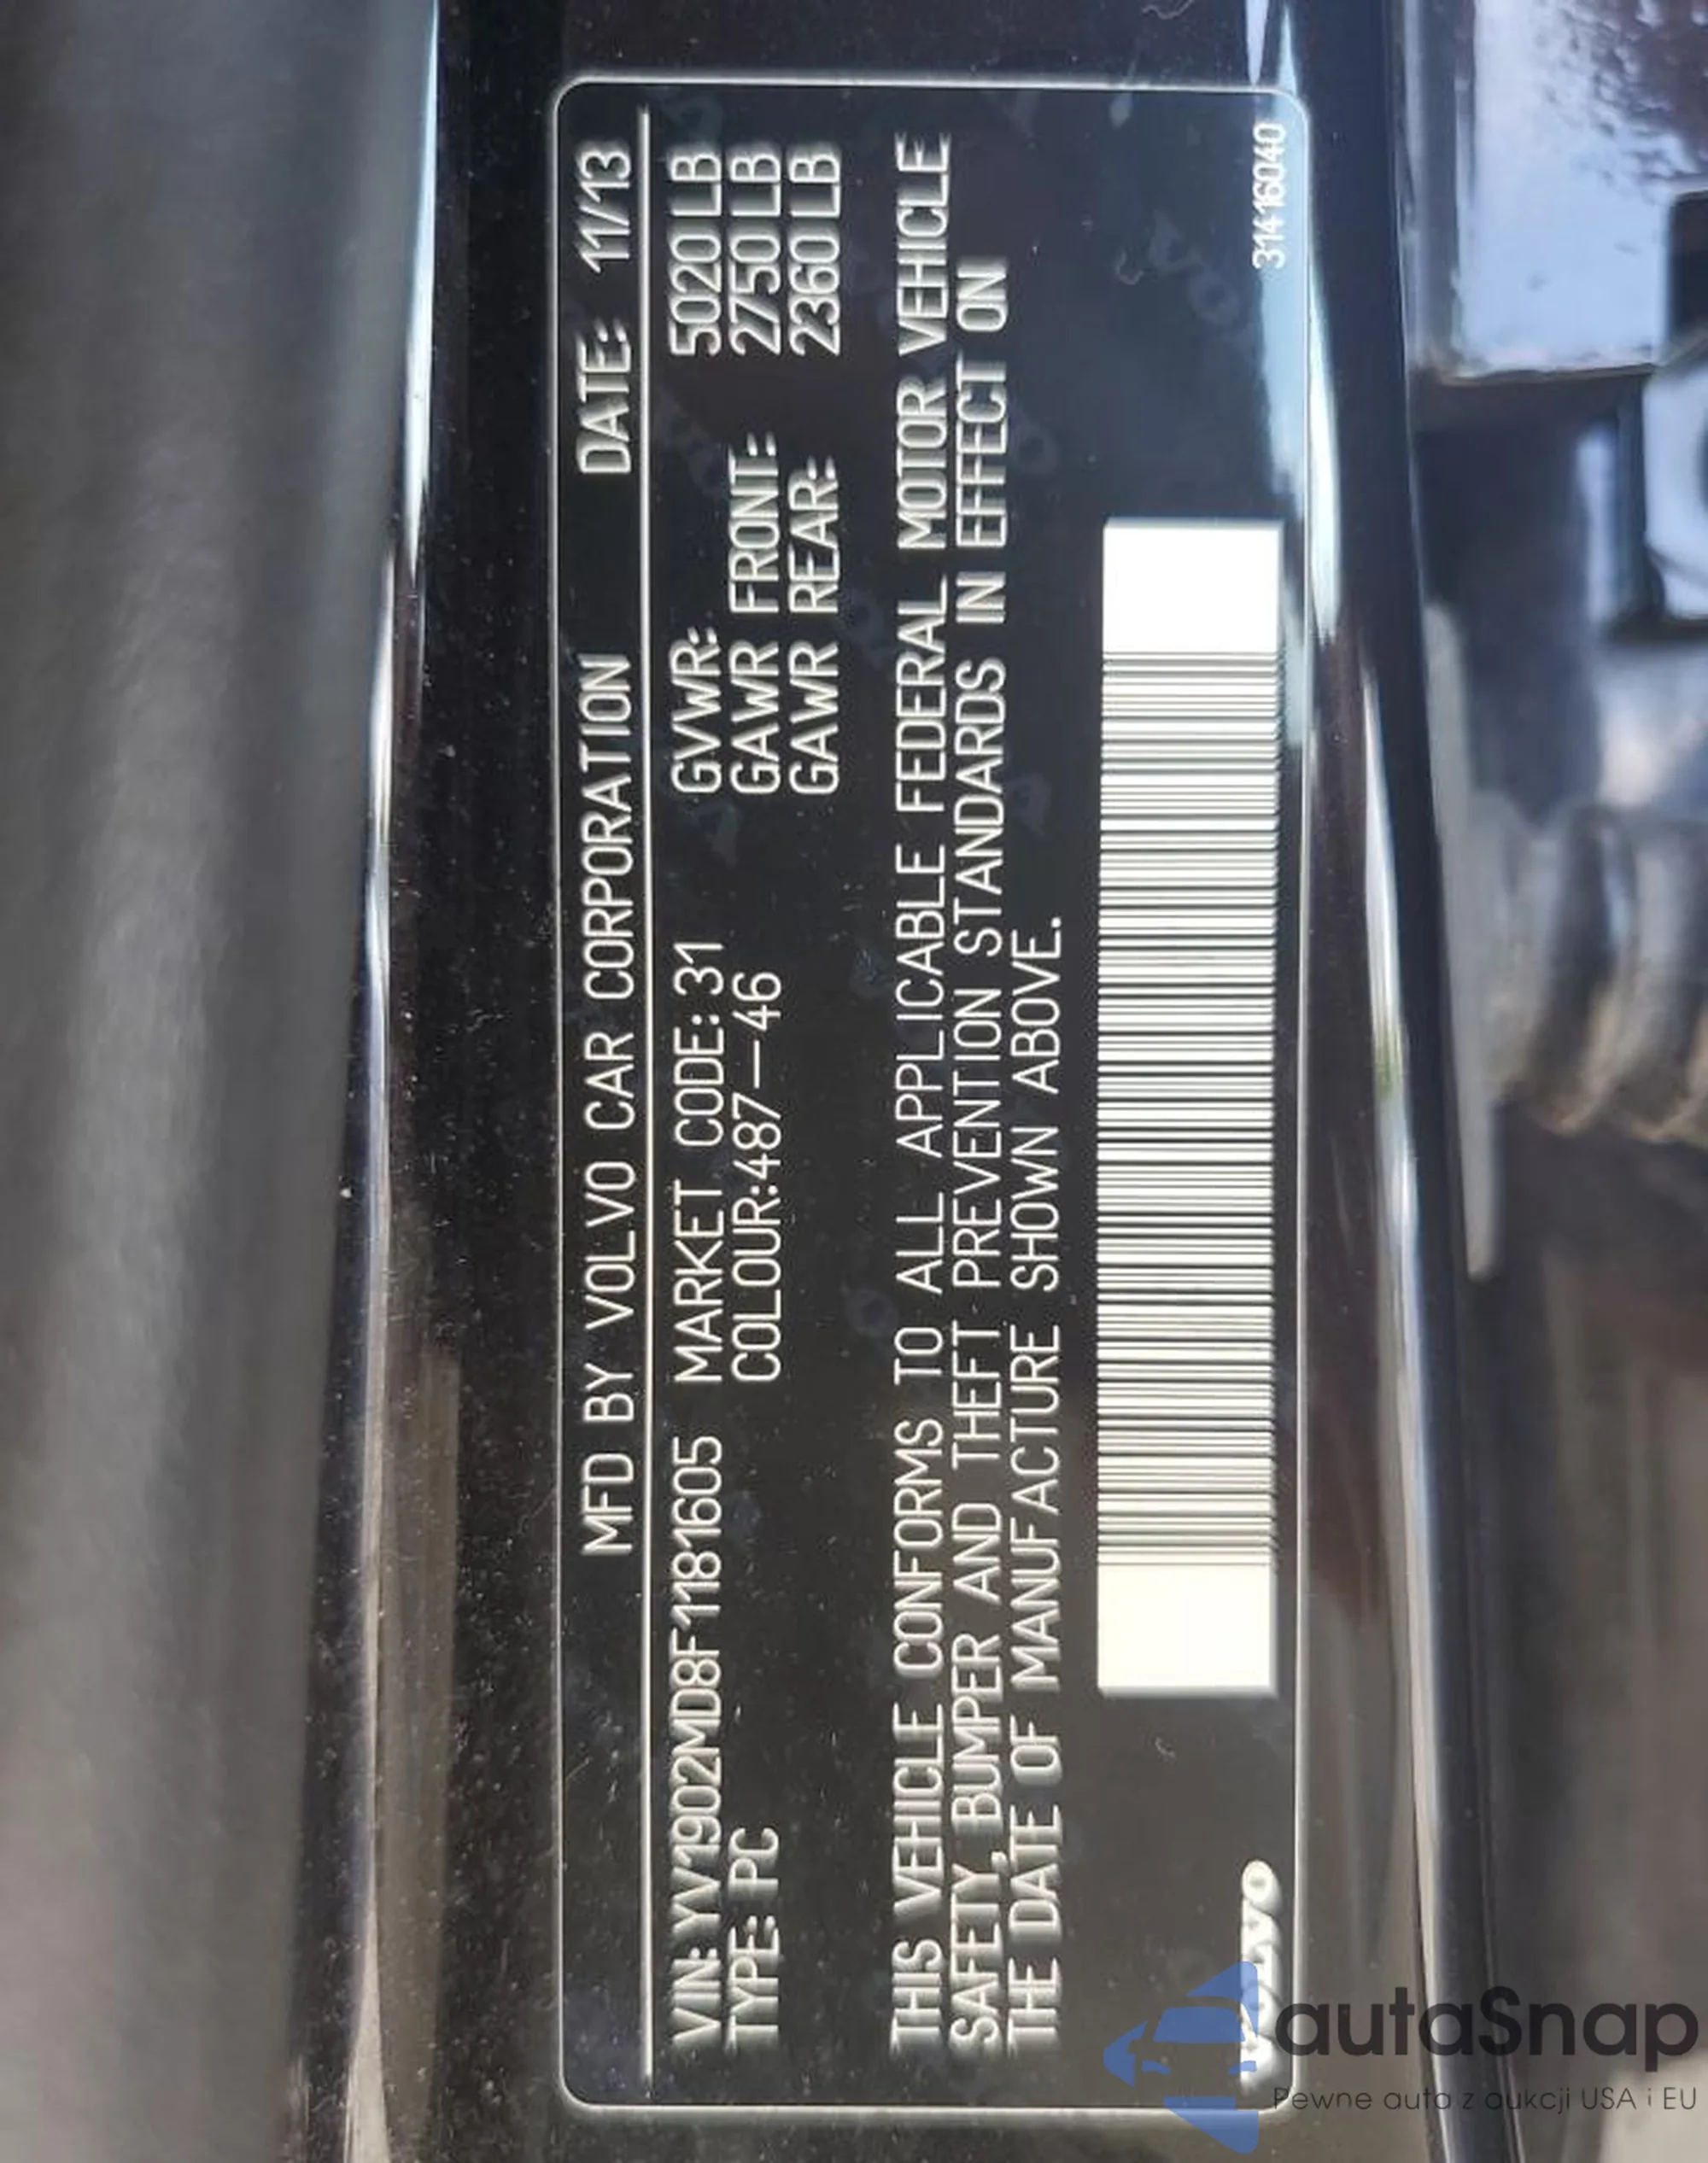 MFD BY VOLVO CAR CORPORATION DATE: 11/13
VIN: YV1902MD8F1181605 MARKET CODE: 31 GVWR: 5020 LB
TYPE: PC COLOUR:487-46 GAWR FRONT: 2750 LB
GAWR REAR: 2360 LB
THIS VEHICLE CONFORMS TO ALL APPLICABLE FEDERAL MOTOR VEHICLE
SAFETY, BUMPER AND THEFT PREVENTION STANDARDS IN EFFECT ON
THE DATE OF MANUFACTURE SHOWN ABOVE.
VOLVO
31416040
autaSnap
Pewne auta z aukcji USA i EU